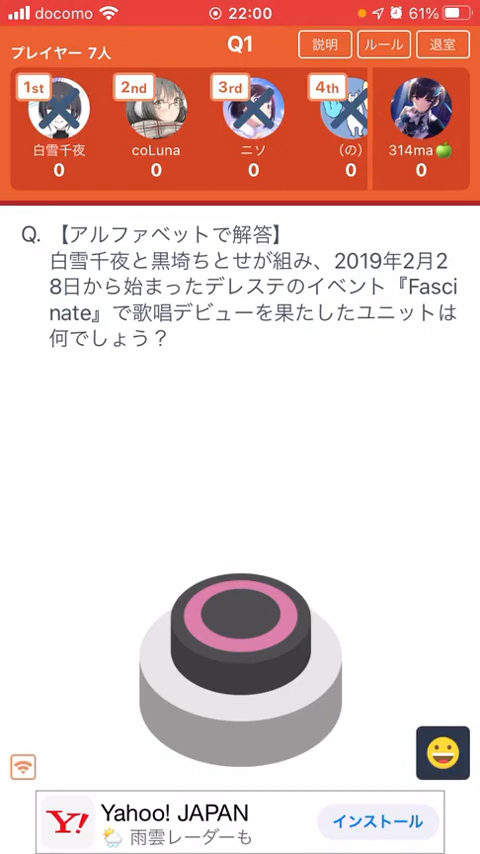 docomo 22:00 61%
プレイヤー 7人 Q1 説明 ルール 退室
1st 2nd 3rd 4th
白雪千夜 coLuna ニソ (の) 314ma🍏
0 0 0 0 0
Q. 【アルファベットで解答】
白雪千夜と黒埼ちとせが組み、2019年2月2
8日から始まったデレステのイベント『Fasci
nate』で歌唱デビューを果たしたユニットは
何でしょう？
Y! Yahoo! JAPAN
雨雲レーダーも
インストール